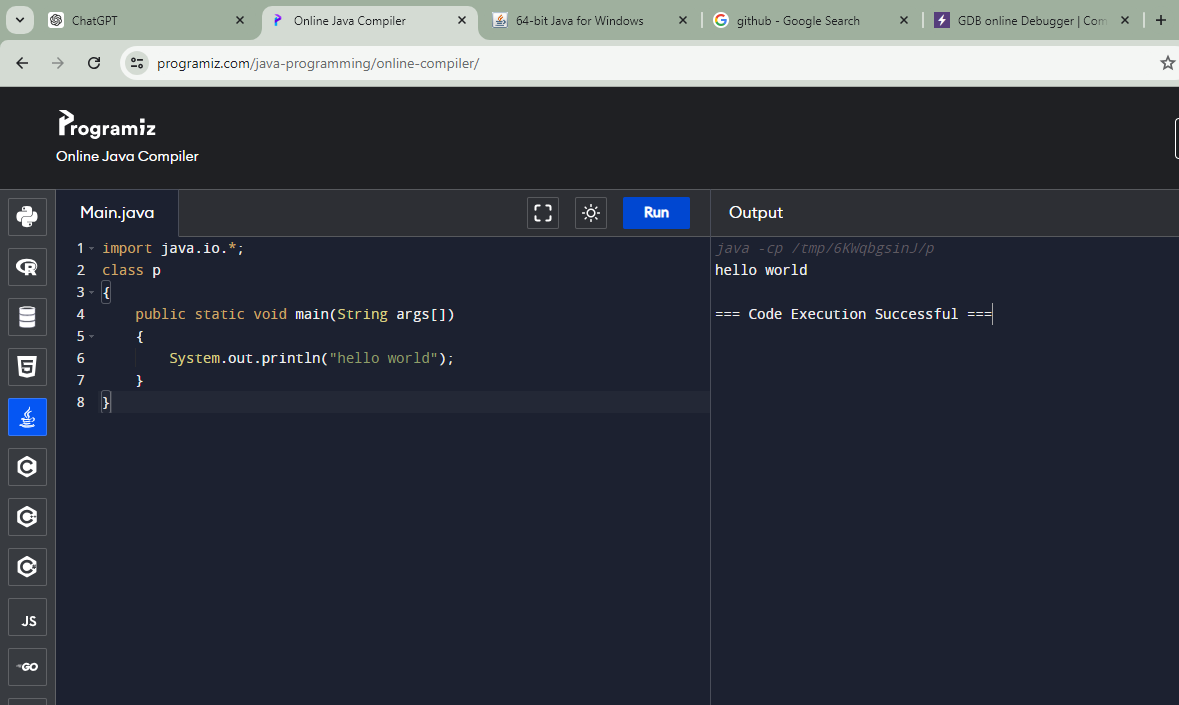 ChatGPT
Online Java Compiler
64-bit Java for Windows
github - Google Search
GDB online Debugger | Com
programiz.com/java-programming/online-compiler/
Programiz
Online Java Compiler
Main.java
Run
Output
1 import java.io.*;
2 class p
3 {
4 public static void main(String args[])
5 {
6 System.out.println("hello world");
7 }
8 }
java -cp /tmp/6KWqbgsinJ/p
hello world
=== Code Execution Successful ===
JS
GO